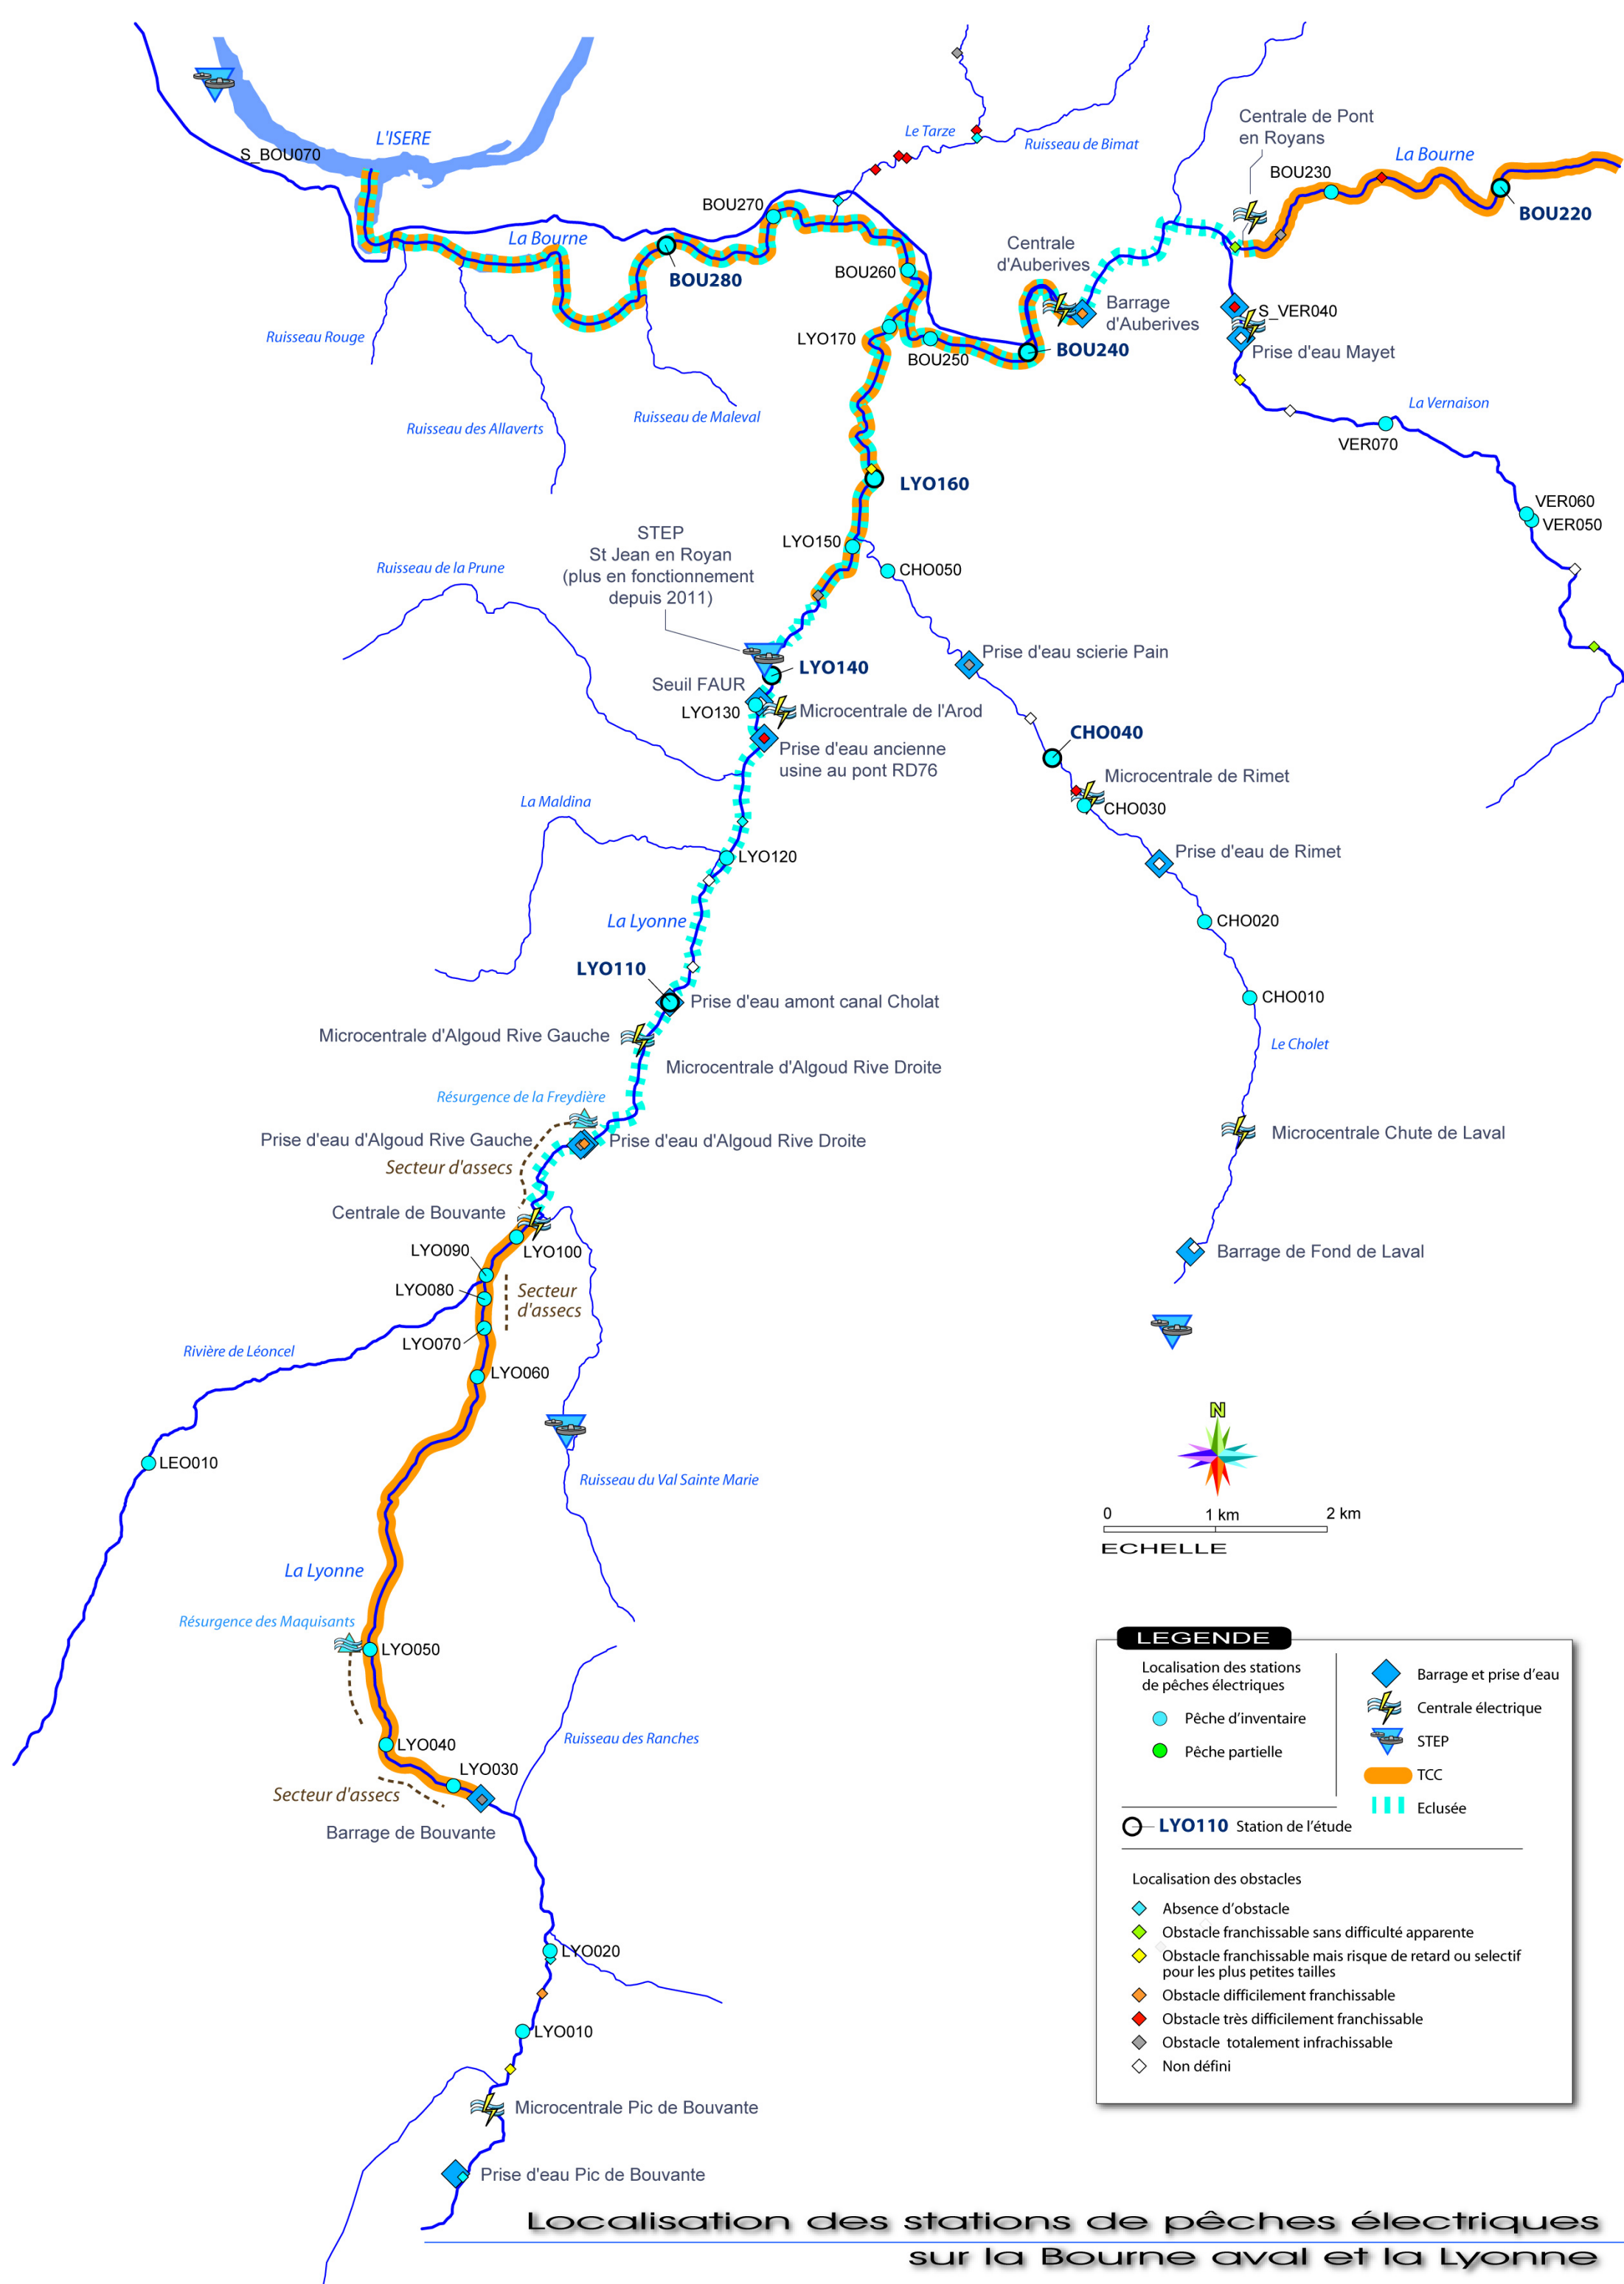 L'ISERE
S_BOU070
Le Tarze
Ruisseau de Bimat
Centrale de Pont
en Royans
La Bourne
BOU230
BOU220
BOU270
La Bourne
BOU280
BOU260
Centrale
d'Auberives
Barrage
d'Auberives
S_VER040
Prise d'eau Mayet
Ruisseau Rouge
LYO170
BOU250
BOU240
La Vernaison
Ruisseau de Maleval
Ruisseau des Allaverts
VER070
LYO160
VER060
VER050
STEP
St Jean en Royan
(plus en fonctionnement
depuis 2011)
LYO150
CHO050
Ruisseau de la Prune
Prise d'eau scierie Pain
LYO140
Seuil FAUR
LYO130
Microcentrale de l'Arod
Prise d'eau ancienne
usine au pont RD76
CHO040
Microcentrale de Rimet
CHO030
La Maldina
LYO120
Prise d'eau de Rimet
La Lyonne
CHO020
LYO110
Prise d'eau amont canal Cholat
CHO010
Microcentrale d'Algoud Rive Gauche
Le Cholet
Microcentrale d'Algoud Rive Droite
Résurgence de la Freydière
Prise d'eau d'Algoud Rive Gauche
Prise d'eau d'Algoud Rive Droite
Microcentrale Chute de Laval
Secteur d'assecs
Centrale de Bouvante
LYO090
LYO100
Barrage de Fond de Laval
LYO080
Secteur
d'assecs
LYO070
Rivière de Léoncel
LYO060
N
LEO010
Ruisseau du Val Sainte Marie
0
1 km
2 km
ECHELLE
La Lyonne
Résurgence des Maquisants
LYO050
Ruisseau des Ranches
LYO040
LYO030
Secteur d'assecs
Barrage de Bouvante
LYO020
LYO010
Microcentrale Pic de Bouvante
Prise d'eau Pic de Bouvante
LEGENDE
Localisation des stations
de pêches électriques
Pêche d'inventaire
Pêche partielle
Barrage et prise d'eau
Centrale électrique
STEP
TCC
Eclusée
LYO110 Station de l'étude
Localisation des obstacles
Absence d'obstacle
Obstacle franchissable sans difficulté apparente
Obstacle franchissable mais risque de retard ou selectif
pour les plus petites tailles
Obstacle difficilement franchissable
Obstacle très difficilement franchissable
Obstacle totalement infrachissable
Non défini
Localisation des stations de pêches électriques
sur la Bourne aval et la Lyonne